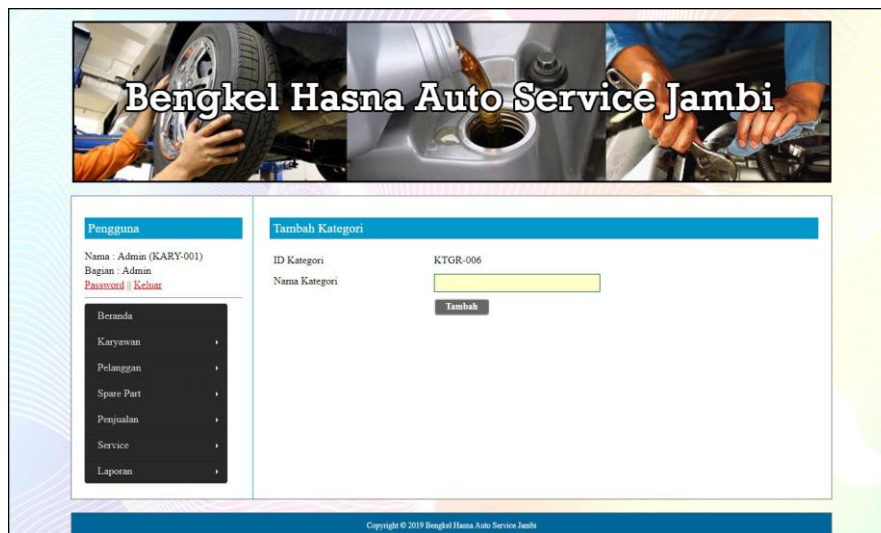 Bengkel Hasna Auto Service Jambi
Pengguna
Nama : Admin (KARY-001)
Bagian : Admin
Password || Keluar
Beranda
Karyawan
Pelanggan
Spare Part
Penjualan
Service
Laporan
Tambah Kategori
ID Kategori KTGR-006
Nama Kategori
Tambah
Copyright © 2019 Bengkel Hasna Auto Service Jambi